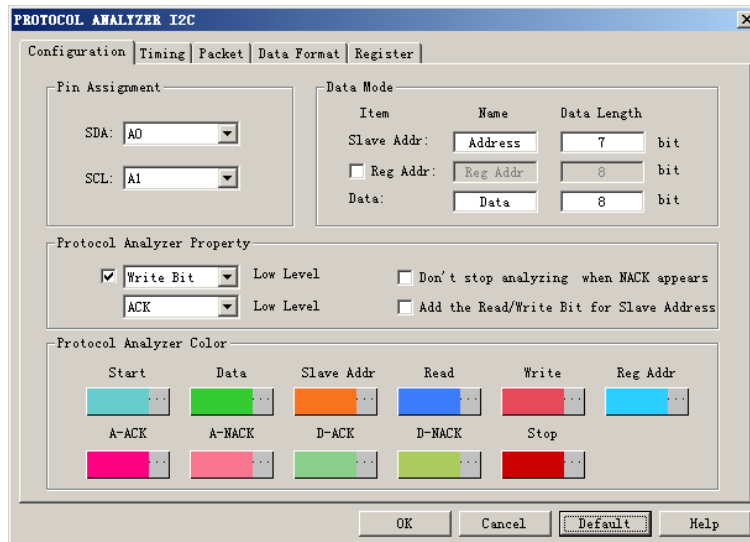 PROTOCOL ANALYZER I2C
Configuration Timing Packet Data Format Register
Pin Assignment
SDA: A0
SCL: A1
Data Mode
Item Name Data Length
Slave Addr: Address 7 bit
Reg Addr: Reg Addr 8 bit
Data: Data 8 bit
Protocol Analyzer Property
Write Bit Low Level Don't stop analyzing when NACK appears
ACK Low Level Add the Read/Write Bit for Slave Address
Protocol Analyzer Color
Start Data Slave Addr Read Write Reg Addr
... ... ... ... ... ...
A-ACK A-NACK D-ACK D-NACK Stop
... ... ... ... ...
OK Cancel Default Help